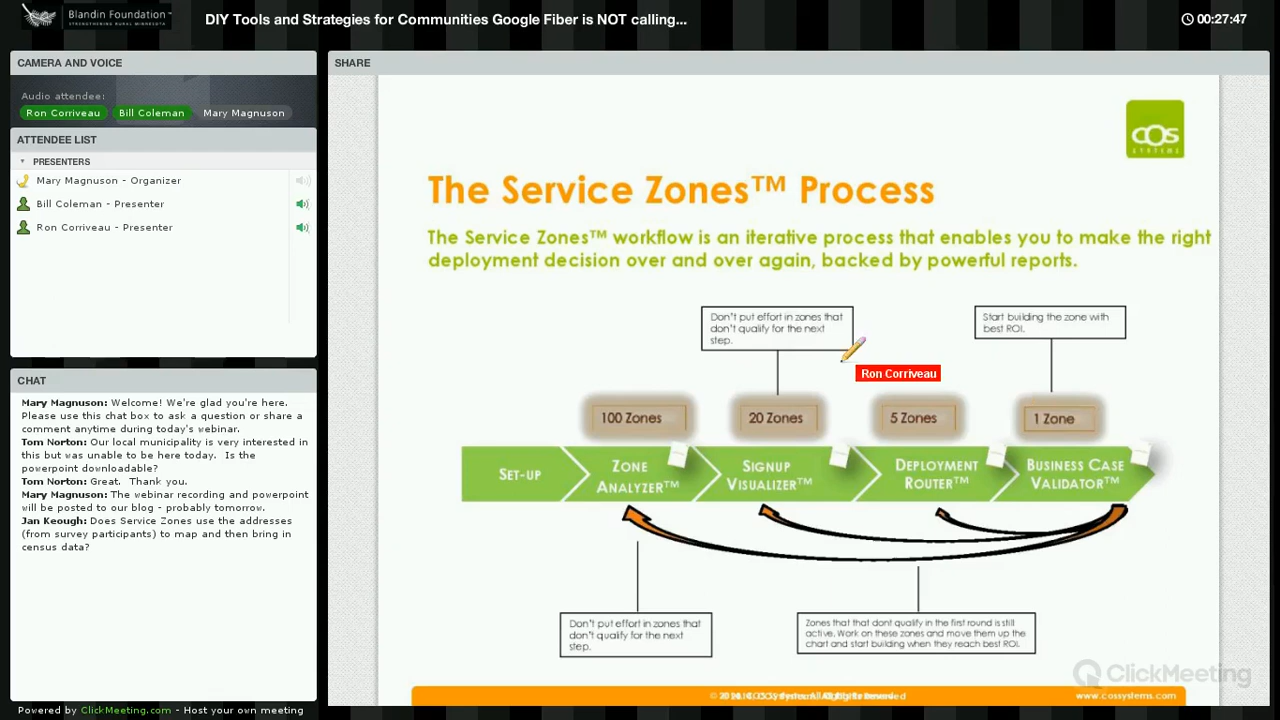 Blandin Foundation™
STRENGTHENING RURAL MINNESOTA
DIY Tools and Strategies for Communities Google Fiber is NOT calling...
00:27:47
CAMERA AND VOICE
Audio attendee:
Ron Corriveau Bill Coleman Mary Magnuson
ATTENDEE LIST
PRESENTERS
Mary Magnuson - Organizer
Bill Coleman - Presenter
Ron Corriveau - Presenter
CHAT
Mary Magnuson: Welcome! We're glad you're here.
Please use this chat box to ask a question or share a
comment anytime during today's webinar.
Tom Norton: Our local municipality is very interested in
this but was unable to be here today. Is the
powerpoint downloadable?
Tom Norton: Great. Thank you.
Mary Magnuson: The webinar recording and powerpoint
will be posted to our blog - probably tomorrow.
Jan Keough: Does Service Zones use the addresses
(from survey participants) to map and then bring in
census data?
Powered by ClickMeeting.com - Host your own meeting
SHARE
COS
SYSTEMS
The Service Zones™ Process
The Service Zones™ workflow is an iterative process that enables you to make the right
deployment decision over and over again, backed by powerful reports.
Don't put effort in zones that
don't qualify for the next
step.
Start building the zone with
best ROI.
Ron Corriveau
100 Zones
20 Zones
5 Zones
1 Zone
SET-UP
ZONE
ANALYZER™
SIGNUP
VISUALIZER™
DEPLOYMENT
ROUTER™
BUSINESS CASE
VALIDATOR™
Don't put effort in zones that
don't qualify for the next
step.
Zones that that dont qualify in the first round is still
active. Work on these zones and move them up the
chart and start building when they reach best ROI.
ClickMeeting
www.cossystems.com